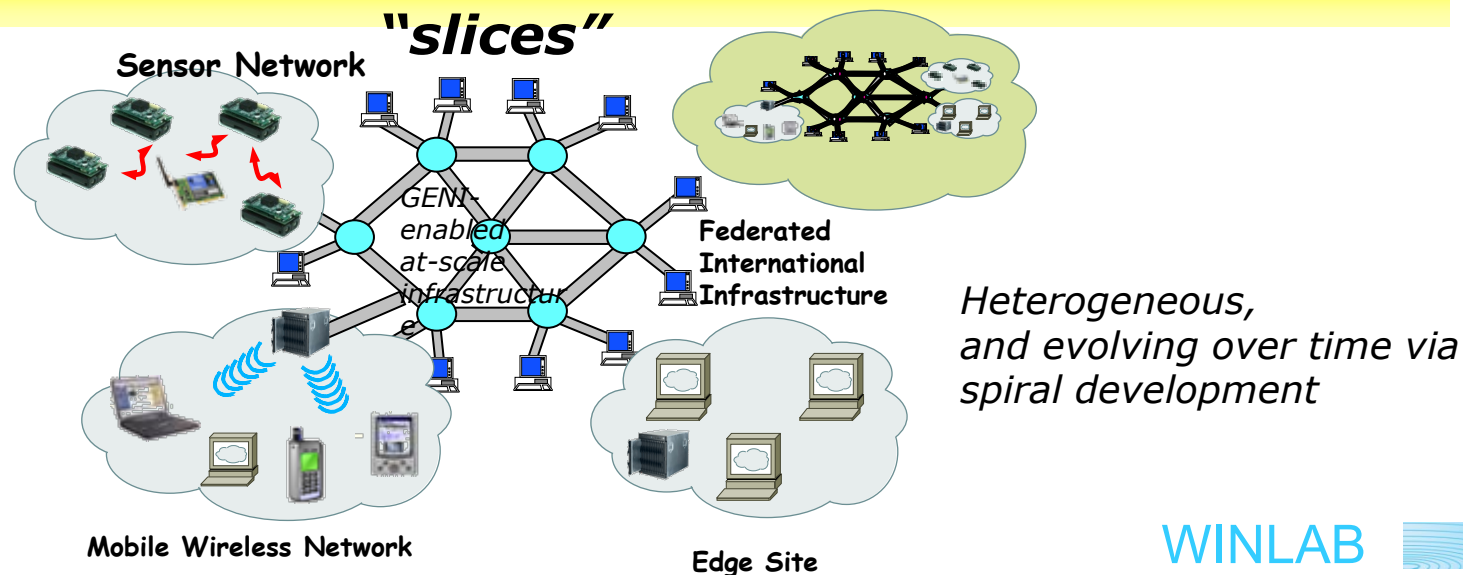 “slices”
Sensor Network
GENI-
enabled
at-scale
infrastructur
e
Federated
International
Infrastructure
Heterogeneous,
and evolving over time via
spiral development
Mobile Wireless Network
Edge Site
WINLAB